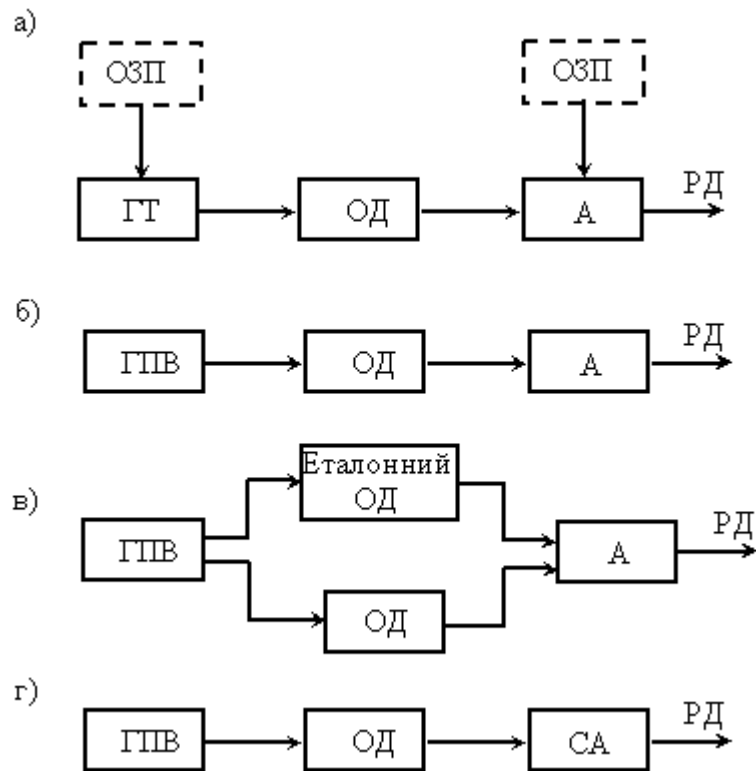 а)
ОЗП ОЗП
ГТ ОД А РД
б)
ГПВ ОД А РД
в)
Еталонний
ОД
ГПВ А РД
ОД
г)
ГПВ ОД СА РД